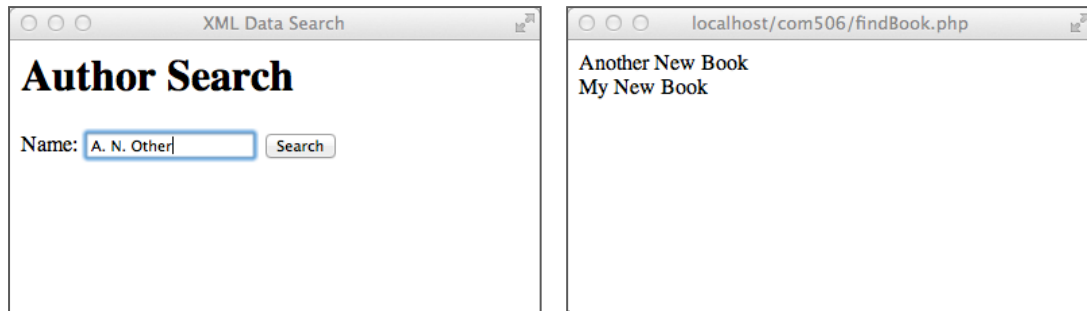 XML Data Search
Author Search
Name: A. N. Other Search
localhost/com506/findBook.php
Another New Book
My New Book